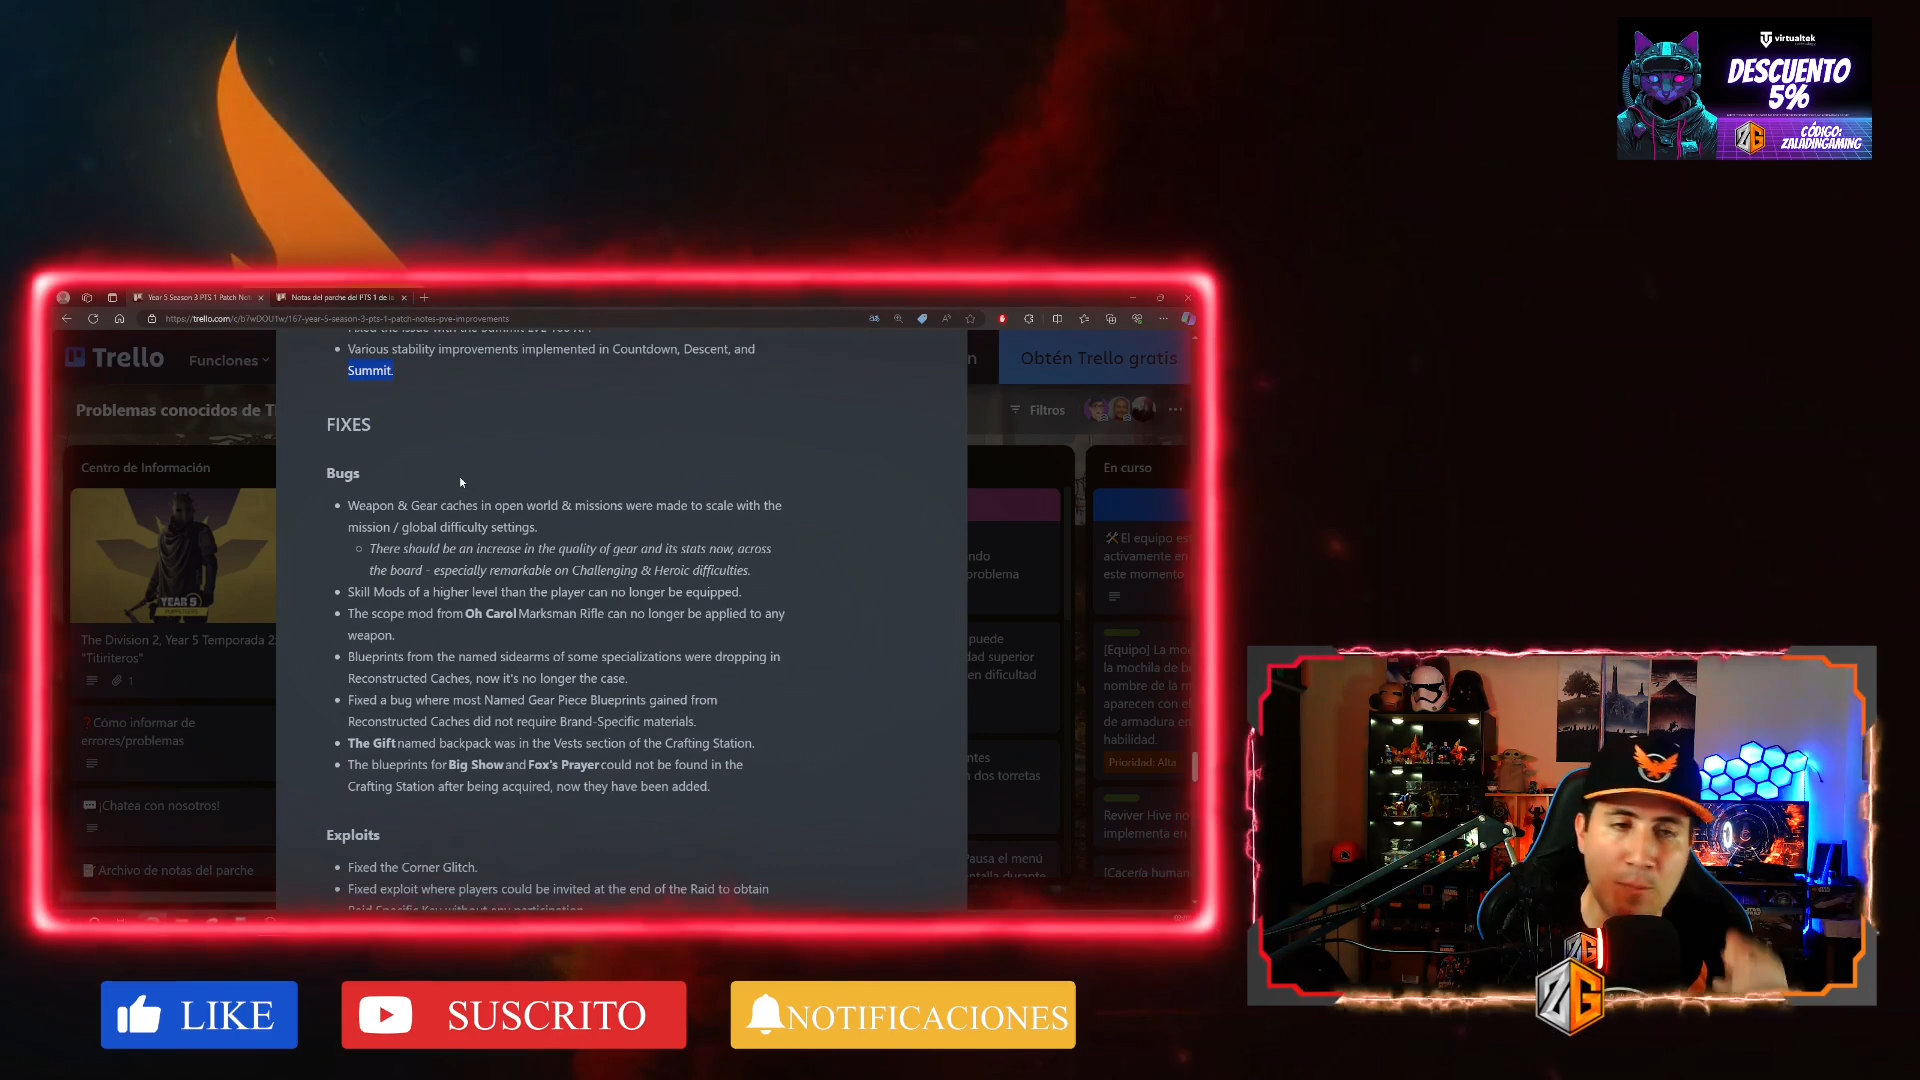 virtualtek
DESCUENTO
5%
CÓDIGO:
ZALADINGAMING
Year 5 Season 3 PTS 1 Patch Not
Notas del parche del PTS 1 de la
https://trello.com/c/b7wDOU1w/167-year-5-season-3-pts-1-patch-notes-pve-improvements
Trello
Funciones
n
Obtén Trello gratis
Problemas conocidos de T
Filtros
Centro de Información
YEAR 5
The Division 2, Year 5 Temporada 2:
"Titiriteros"
1
❓Cómo informar de
errores/problemas
💬 ¡Chatea con nosotros!
📝 Archivo de notas del parche
• Various stability improvements implemented in Countdown, Descent, and
Summit.
FIXES
Bugs
• Weapon & Gear caches in open world & missions were made to scale with the
mission / global difficulty settings.
○ There should be an increase in the quality of gear and its stats now, across
the board - especially remarkable on Challenging & Heroic difficulties.
• Skill Mods of a higher level than the player can no longer be equipped.
• The scope mod from Oh Carol Marksman Rifle can no longer be applied to any
weapon.
• Blueprints from the named sidearms of some specializations were dropping in
Reconstructed Caches, now it's no longer the case.
• Fixed a bug where most Named Gear Piece Blueprints gained from
Reconstructed Caches did not require Brand-Specific materials.
• The Gift named backpack was in the Vests section of the Crafting Station.
• The blueprints for Big Show and Fox's Prayer could not be found in the
Crafting Station after being acquired, now they have been added.
Exploits
• Fixed the Corner Glitch.
• Fixed exploit where players could be invited at the end of the Raid to obtain
ndo
problema
puede
dad superior
en dificultad
ntes
dos torretas
Pausa el menú
En curso
🛠️ El equipo es
activamente en
este momento
[Equipo] La mo
la mochila de b
nombre de la m
aparecen con e
de armadura en
habilidad.
Prioridad: Alta
Reviver Hive no
implementa en
[Cacería human
LIKE
SUSCRITO
NOTIFICACIONES
ZG